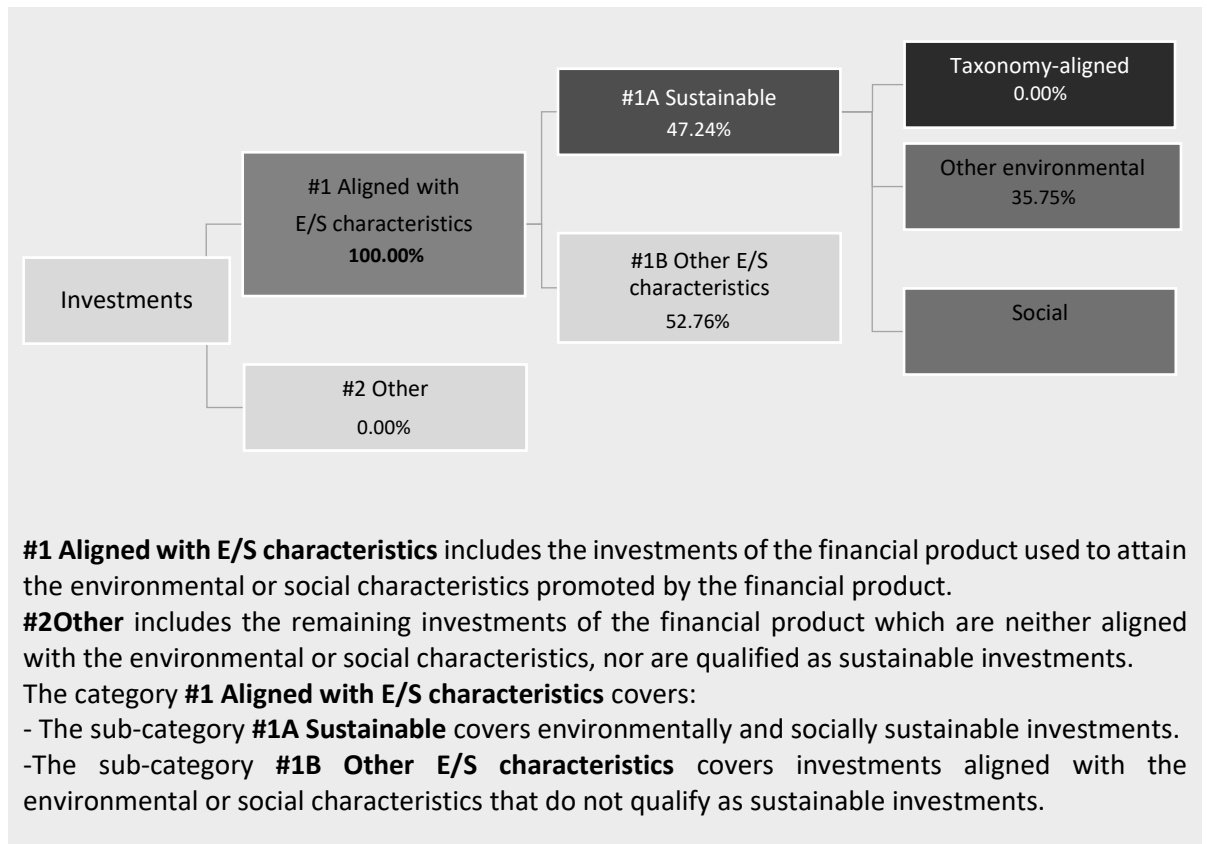 Investments
#1 Aligned with
E/S characteristics
100.00%
#2 Other
0.00%
#1A Sustainable
47.24%
#1B Other E/S
characteristics
52.76%
Taxonomy-aligned
0.00%
Other environmental
35.75%
Social
#1 Aligned with E/S characteristics includes the investments of the financial product used to attain
the environmental or social characteristics promoted by the financial product.
#2Other includes the remaining investments of the financial product which are neither aligned
with the environmental or social characteristics, nor are qualified as sustainable investments.
The category #1 Aligned with E/S characteristics covers:
- The sub-category #1A Sustainable covers environmentally and socially sustainable investments.
-The sub-category #1B Other E/S characteristics covers investments aligned with the
environmental or social characteristics that do not qualify as sustainable investments.